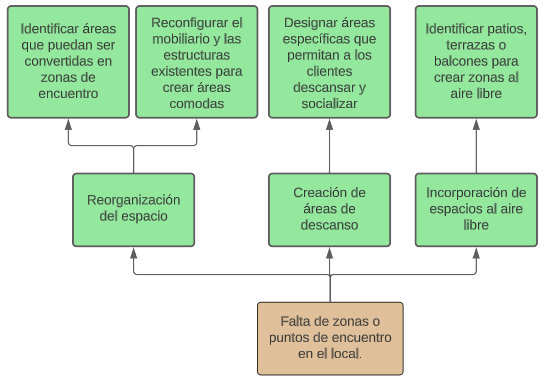 Identificar áreas
que puedan ser
convertidas en
zonas de
encuentro
Reconfigurar el
mobiliario y las
estructuras
existentes para
crear áreas
comodas
Designar áreas
específicas que
permitan a los
clientes
descansar y
socializar
Identificar patios,
terrazas o
balcones para
crear zonas al
aire libre
Reorganización
del espacio
Creación de
áreas de
descanso
Incorporación de
espacios al aire
libre
Falta de zonas o
puntos de encuentro
en el local.